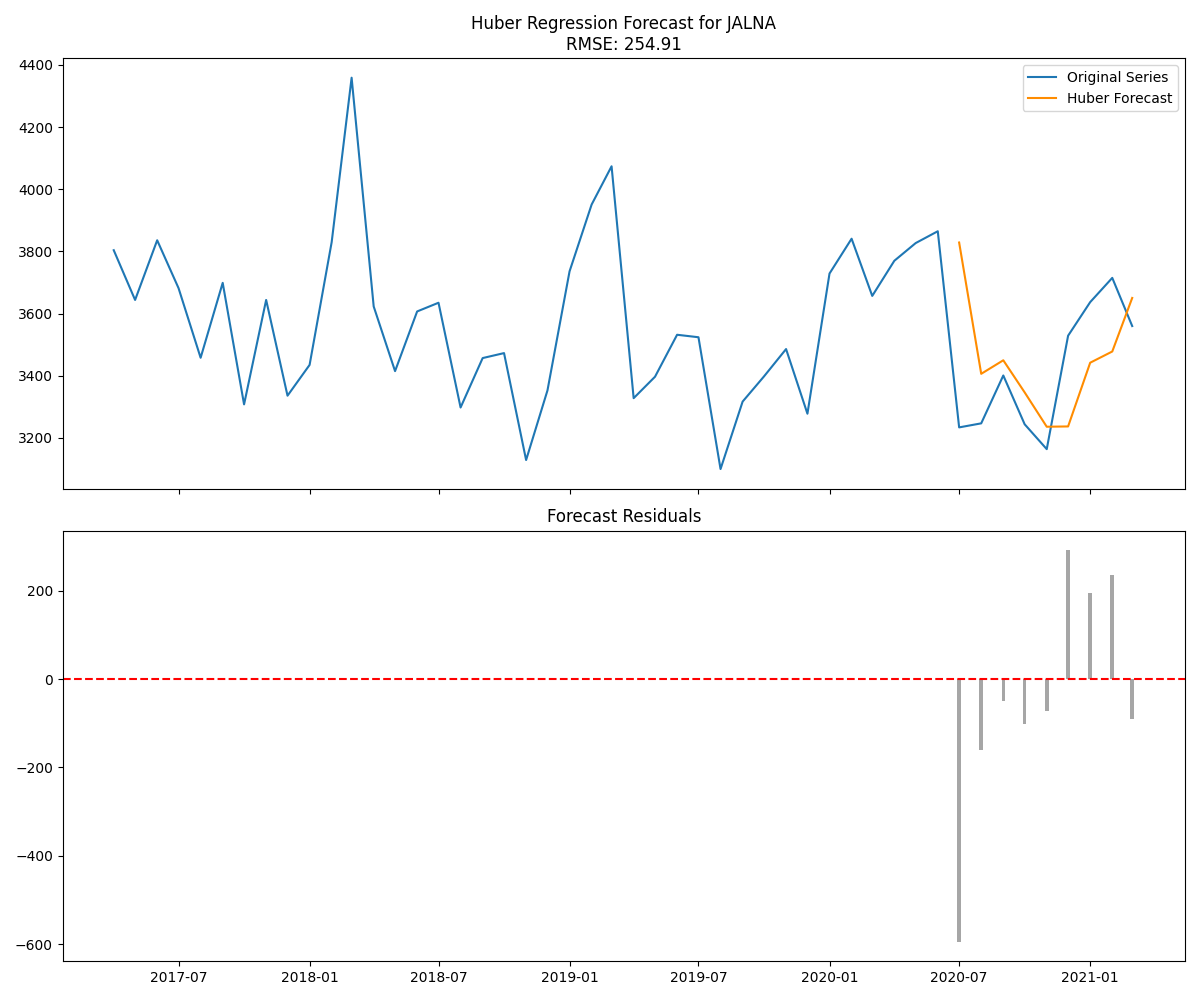 Huber Regression Forecast for JALNA
RMSE: 254.91
Original Series
Huber Forecast
4400
4200
4000
3800
3600
3400
3200
Forecast Residuals
200
0
−200
−400
−600
2017-07 2018-01 2018-07 2019-01 2019-07 2020-01 2020-07 2021-01